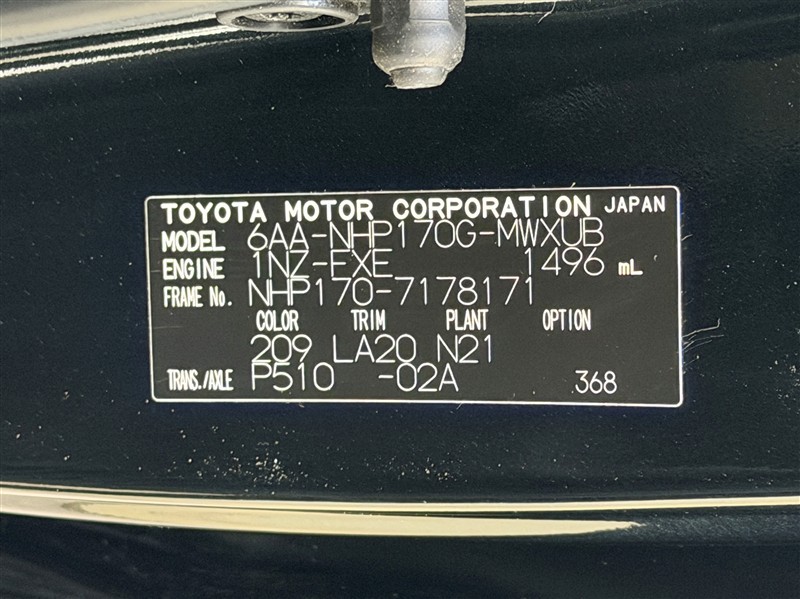 TOYOTA MOTOR CORPORATION JAPAN
MODEL 6AA-NHP170G-MWXUB
ENGINE 1NZ-EXE 1496 mL
FRAME No. NHP170-7178171
COLOR TRIM PLANT OPTION
209 LA20 N21
TRANS./AXLE P510 -02A 368